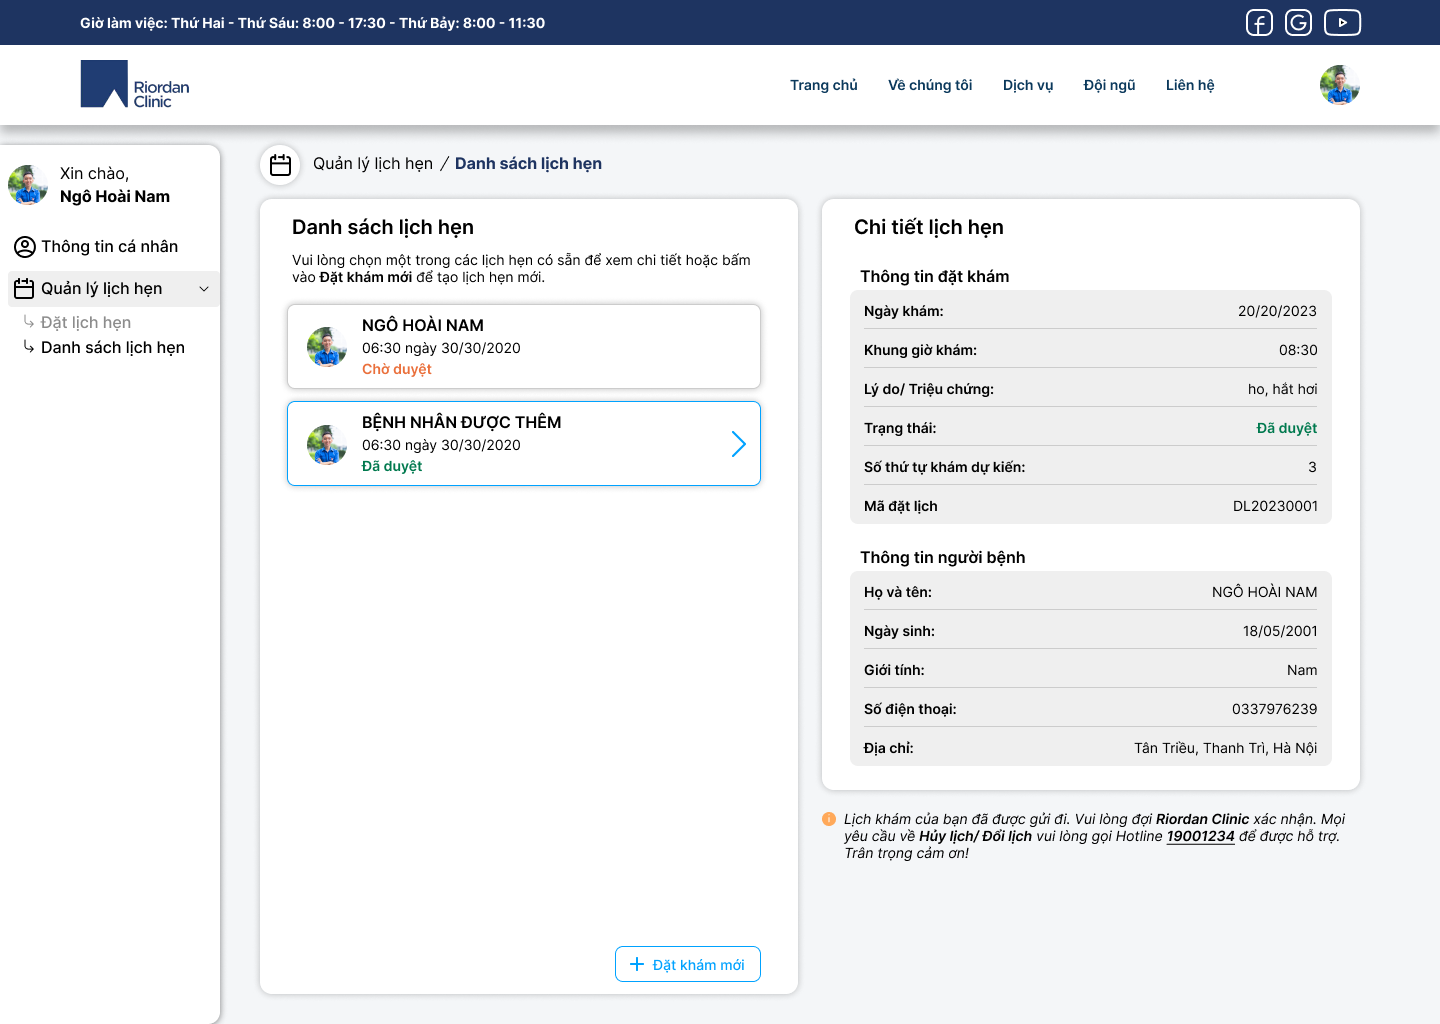 Giờ làm việc: Thứ Hai - Thứ Sáu: 8:00 - 17:30 - Thứ Bảy: 8:00 - 11:30
Riordan
Clinic
Trang chủ
Về chúng tôi
Dịch vụ
Đội ngũ
Liên hệ
Xin chào,
Ngô Hoài Nam
Thông tin cá nhân
Quản lý lịch hẹn
Đặt lịch hẹn
Danh sách lịch hẹn
Quản lý lịch hẹn / Danh sách lịch hẹn
Danh sách lịch hẹn
Vui lòng chọn một trong các lịch hẹn có sẵn để xem chi tiết hoặc bấm
vào Đặt khám mới để tạo lịch hẹn mới.
NGÔ HOÀI NAM
06:30 ngày 30/30/2020
Chờ duyệt
BỆNH NHÂN ĐƯỢC THÊM
06:30 ngày 30/30/2020
Đã duyệt
Đặt khám mới
Chi tiết lịch hẹn
Thông tin đặt khám
Ngày khám: 20/20/2023
Khung giờ khám: 08:30
Lý do/ Triệu chứng: ho, hắt hơi
Trạng thái: Đã duyệt
Số thứ tự khám dự kiến: 3
Mã đặt lịch DL20230001
Thông tin người bệnh
Họ và tên: NGÔ HOÀI NAM
Ngày sinh: 18/05/2001
Giới tính: Nam
Số điện thoại: 0337976239
Địa chỉ: Tân Triều, Thanh Trì, Hà Nội
Lịch khám của bạn đã được gửi đi. Vui lòng đợi Riordan Clinic xác nhận. Mọi
yêu cầu về Hủy lịch/ Đổi lịch vui lòng gọi Hotline 19001234 để được hỗ trợ.
Trân trọng cảm ơn!